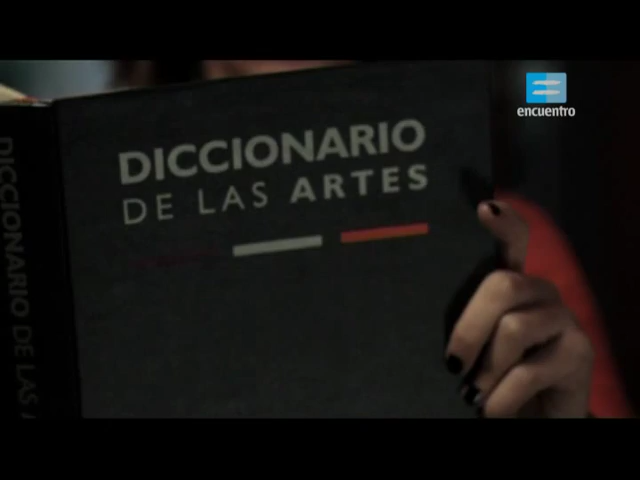 encuentro
DICCIONARIO
DE LAS ARTES
DICCIONARIO DE LAS A